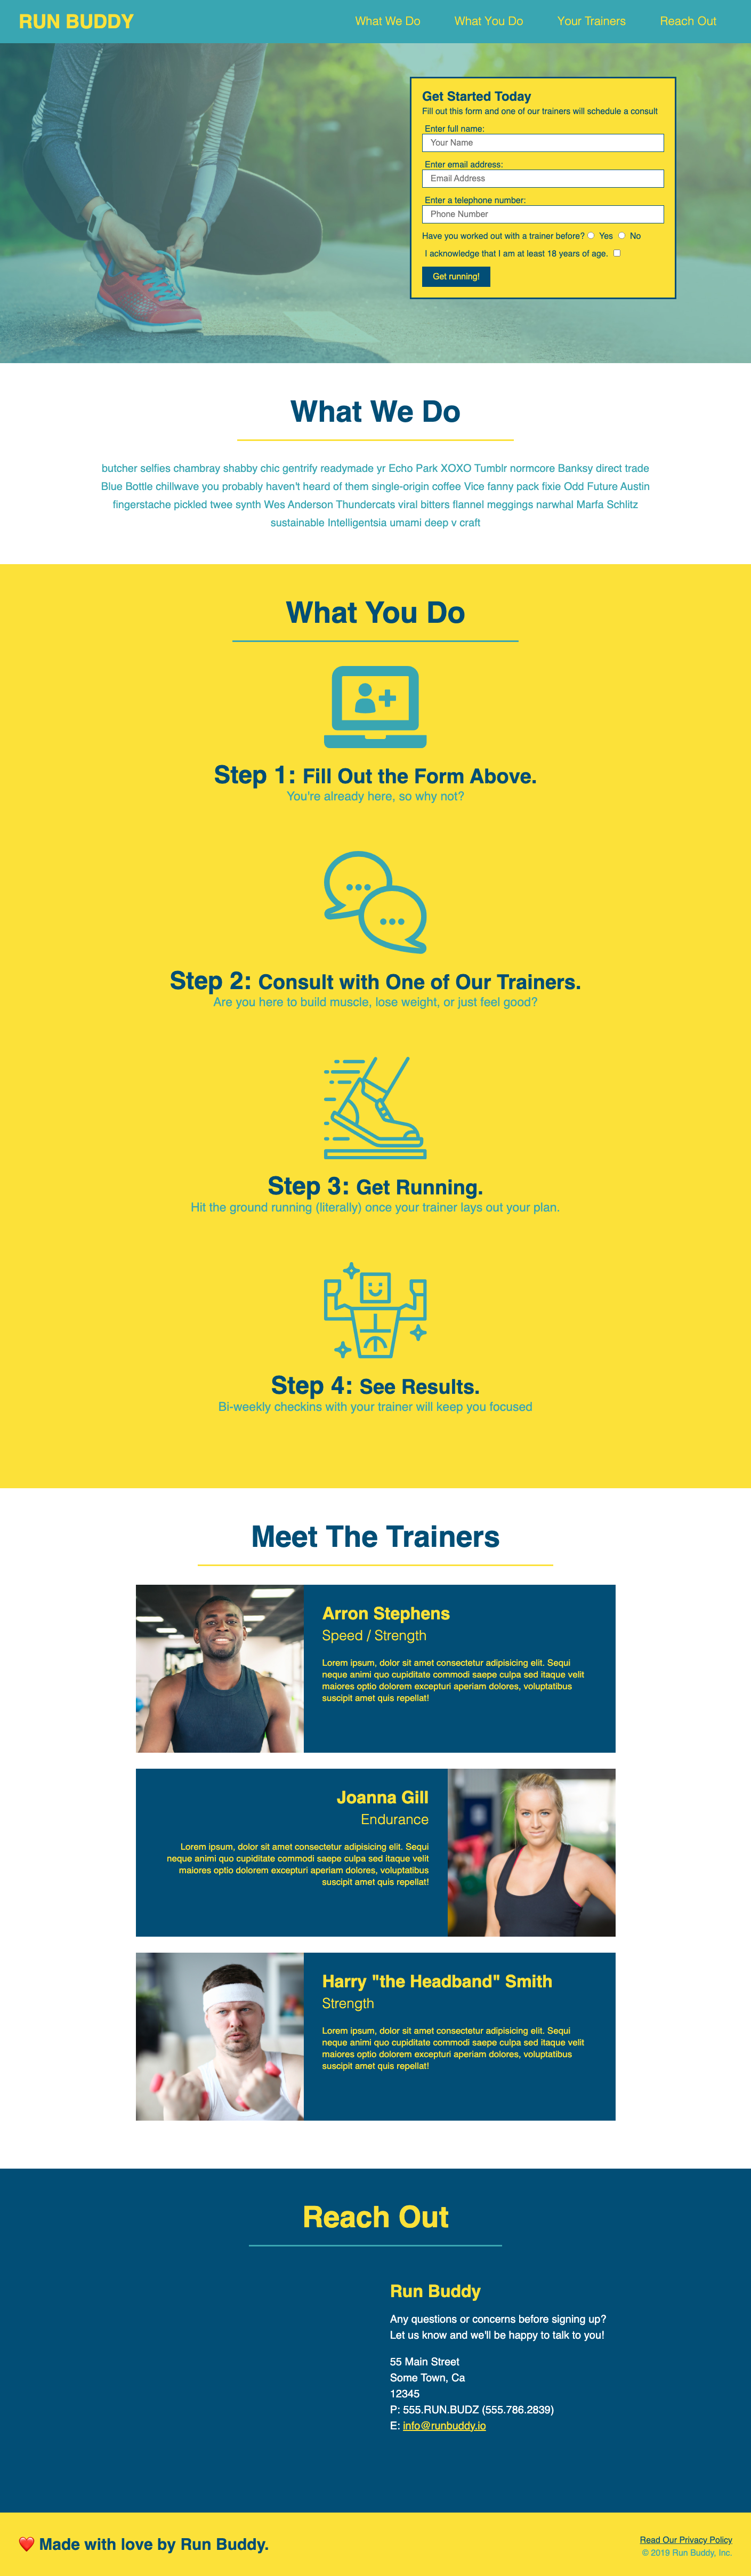 RUN BUDDY
What We Do
What You Do
Your Trainers
Reach Out
Get Started Today
Fill out this form and one of our trainers will schedule a consult
Enter full name:
Your Name
Enter email address:
Email Address
Enter a telephone number:
Phone Number
Have you worked out with a trainer before? Yes No
I acknowledge that I am at least 18 years of age.
Get running!
What We Do
butcher selfies chambray shabby chic gentrify readymade yr Echo Park XOXO Tumblr normcore Banksy direct trade
Blue Bottle chillwave you probably haven't heard of them single-origin coffee Vice fanny pack fixie Odd Future Austin
fingerstache pickled twee synth Wes Anderson Thundercats viral bitters flannel meggings narwhal Marfa Schlitz
sustainable Intelligentsia umami deep v craft
What You Do
Step 1: Fill Out the Form Above.
You're already here, so why not?
Step 2: Consult with One of Our Trainers.
Are you here to build muscle, lose weight, or just feel good?
Step 3: Get Running.
Hit the ground running (literally) once your trainer lays out your plan.
Step 4: See Results.
Bi-weekly checkins with your trainer will keep you focused
Meet The Trainers
Arron Stephens
Speed / Strength
Lorem ipsum, dolor sit amet consectetur adipisicing elit. Sequi
neque animi quo cupiditate commodi saepe culpa sed itaque velit
maiores optio dolorem excepturi aperiam dolores, voluptatibus
suscipit amet quis repellat!
Joanna Gill
Endurance
Lorem ipsum, dolor sit amet consectetur adipisicing elit. Sequi
neque animi quo cupiditate commodi saepe culpa sed itaque velit
maiores optio dolorem excepturi aperiam dolores, voluptatibus
suscipit amet quis repellat!
Harry "the Headband" Smith
Strength
Lorem ipsum, dolor sit amet consectetur adipisicing elit. Sequi
neque animi quo cupiditate commodi saepe culpa sed itaque velit
maiores optio dolorem excepturi aperiam dolores, voluptatibus
suscipit amet quis repellat!
Reach Out
Run Buddy
Any questions or concerns before signing up?
Let us know and we'll be happy to talk to you!
55 Main Street
Some Town, Ca
12345
P: 555.RUN.BUDZ (555.786.2839)
E: info@runbuddy.io
❤️ Made with love by Run Buddy.
Read Our Privacy Policy
© 2019 Run Buddy, Inc.